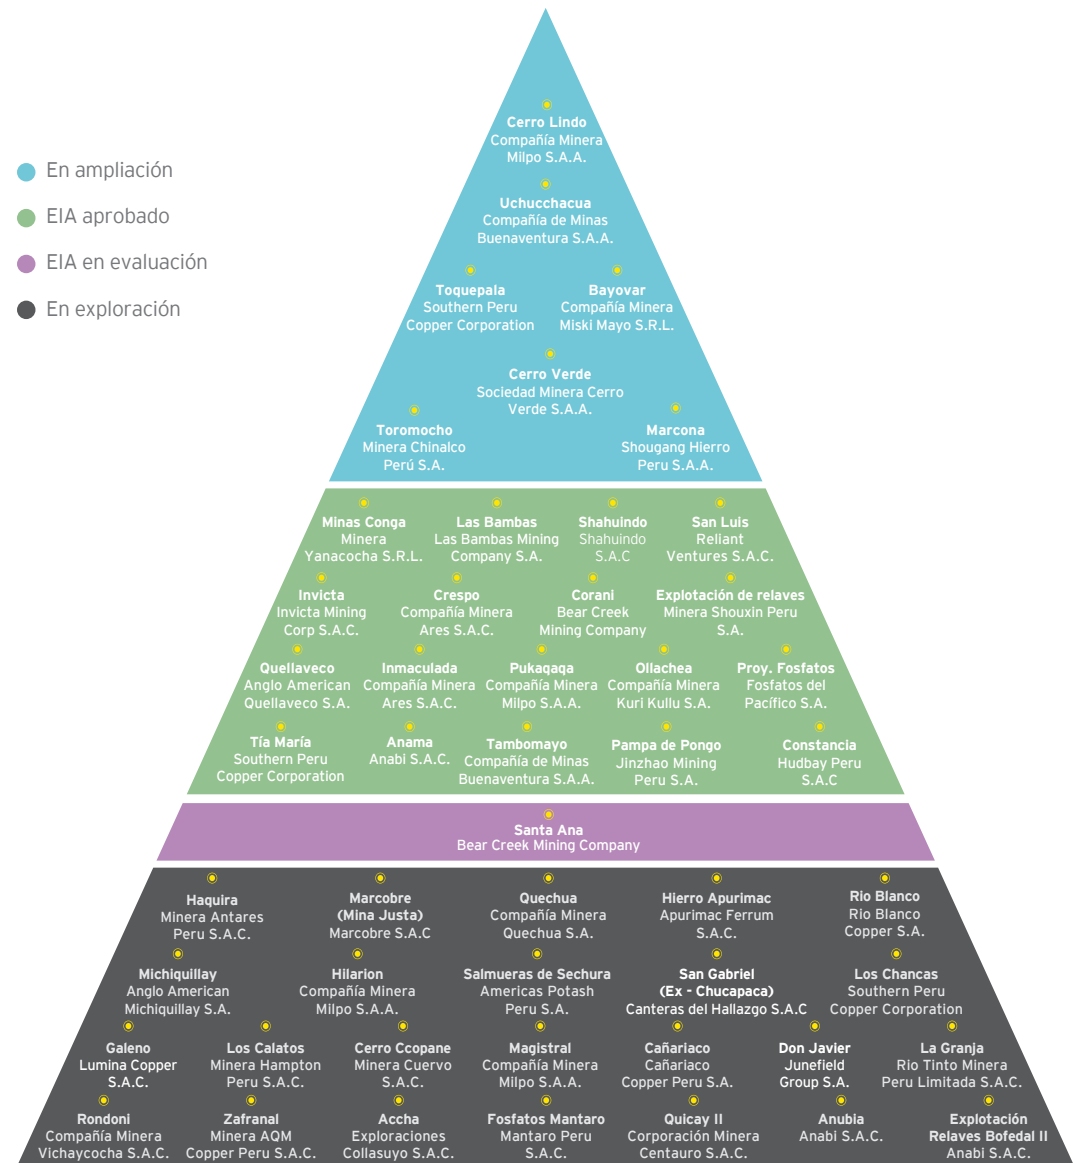 En ampliación
EIA aprobado
EIA en evaluación
En exploración
Cerro Lindo
Compañía Minera
Milpo S.A.A.
Uchucchacua
Compañía de Minas
Buenaventura S.A.A.
Toquepala
Southern Peru
Copper Corporation
Bayovar
Compañía Minera
Miski Mayo S.R.L.
Cerro Verde
Sociedad Minera Cerro
Verde S.A.A.
Toromocho
Minera Chinalco
Perú S.A.
Marcona
Shougang Hierro
Peru S.A.A.
Minas Conga
Minera
Yanacocha S.R.L.
Las Bambas
Las Bambas Mining
Company S.A.
Shahuindo
Shahuindo
S.A.C
San Luis
Reliant
Ventures S.A.C.
Invicta
Invicta Mining
Corp S.A.C.
Crespo
Compañía Minera
Ares S.A.C.
Corani
Bear Creek
Mining Company
Explotación de relaves
Minera Shouxin Peru
S.A.
Quellaveco
Anglo American
Quellaveco S.A.
Inmaculada
Compañía Minera
Ares S.A.C.
Pukaqaqa
Compañía Minera
Milpo S.A.A.
Ollachea
Compañía Minera
Kuri Kullu S.A.
Proy. Fosfatos
Fosfatos del
Pacífico S.A.
Tía María
Southern Peru
Copper Corporation
Anama
Anabi S.A.C.
Tambomayo
Compañía de Minas
Buenaventura S.A.A.
Pampa de Pongo
Jinzhao Mining
Peru S.A.
Constancia
Hudbay Peru
S.A.C
Santa Ana
Bear Creek Mining Company
Haquira
Minera Antares
Peru S.A.C.
Marcobre
(Mina Justa)
Marcobre S.A.C
Quechua
Compañía Minera
Quechua S.A.
Hierro Apurimac
Apurimac Ferrum
S.A.C.
Rio Blanco
Rio Blanco
Copper S.A.
Michiquillay
Anglo American
Michiquillay S.A.
Hilarion
Compañía Minera
Milpo S.A.A.
Salmueras de Sechura
Americas Potash
Peru S.A.
San Gabriel
(Ex - Chucapaca)
Canteras del Hallazgo S.A.C
Los Chancas
Southern Peru
Copper Corporation
Galeno
Lumina Copper
S.A.C.
Los Calatos
Minera Hampton
Peru S.A.C.
Cerro Ccopane
Minera Cuervo
S.A.C.
Magistral
Compañía Minera
Milpo S.A.A.
Cañariaco
Cañariaco
Copper Peru S.A.
Don Javier
Junefield
Group S.A.
La Granja
Rio Tinto Minera
Peru Limitada S.A.C.
Rondoni
Compañía Minera
Vichaycocha S.A.C.
Zafranal
Minera AQM
Copper Peru S.A.C.
Accha
Exploraciones
Collasuyo S.A.C.
Fosfatos Mantaro
Mantaro Peru
S.A.C.
Quicay II
Corporación Minera
Centauro S.A.C.
Anubia
Anabi S.A.C.
Explotación
Relaves Bofedal II
Anabi S.A.C.